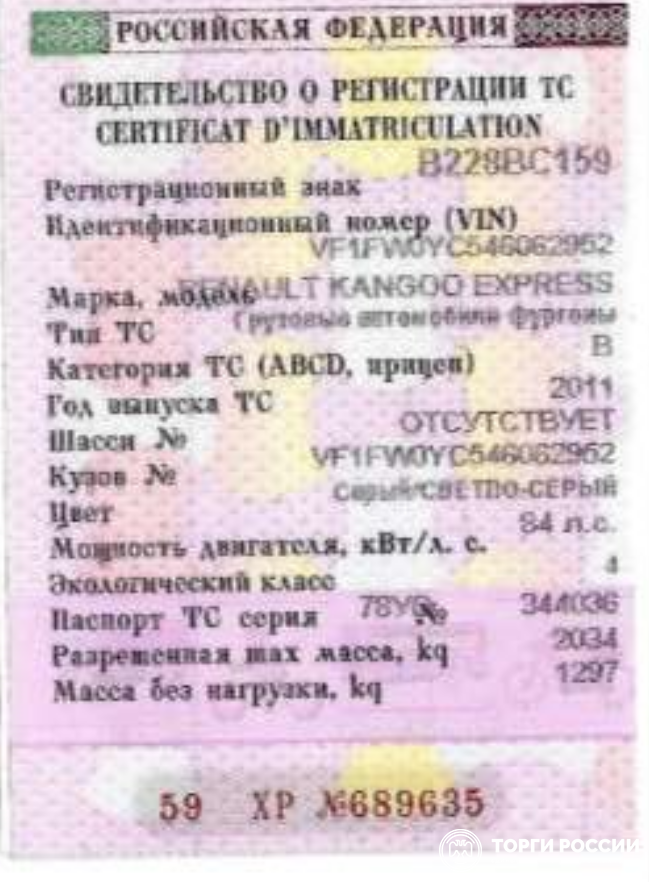 РОССИЙСКАЯ ФЕДЕРАЦИЯ
СВИДЕТЕЛЬСТВО О РЕГИСТРАЦИИ ТС
CERTIFICAT D'IMMATRICULATION
Регистрационный знак В228ВС159
Идентификационный номер (VIN)
VF1FW0YC546062952
Марка, модель RENAULT KANGOO EXPRESS
Тип ТС Грузовые автомобили фургоны
Категория ТС (ABCD, прицеп) B
Год выпуска ТС 2011
Шасси № ОТСУТСТВУЕТ
Кузов № VF1FW0YC546062952
Цвет Серый/СВЕТЛО-СЕРЫЙ
Мощность двигателя, кВт/л. с. 84 л.с.
Экологический класс 4
Паспорт ТС серия 78 № 344036
Разрешенная max масса, kq 2034
Масса без нагрузки, kq 1297
59 ХР №689635
ТОРГИ РОССИИ